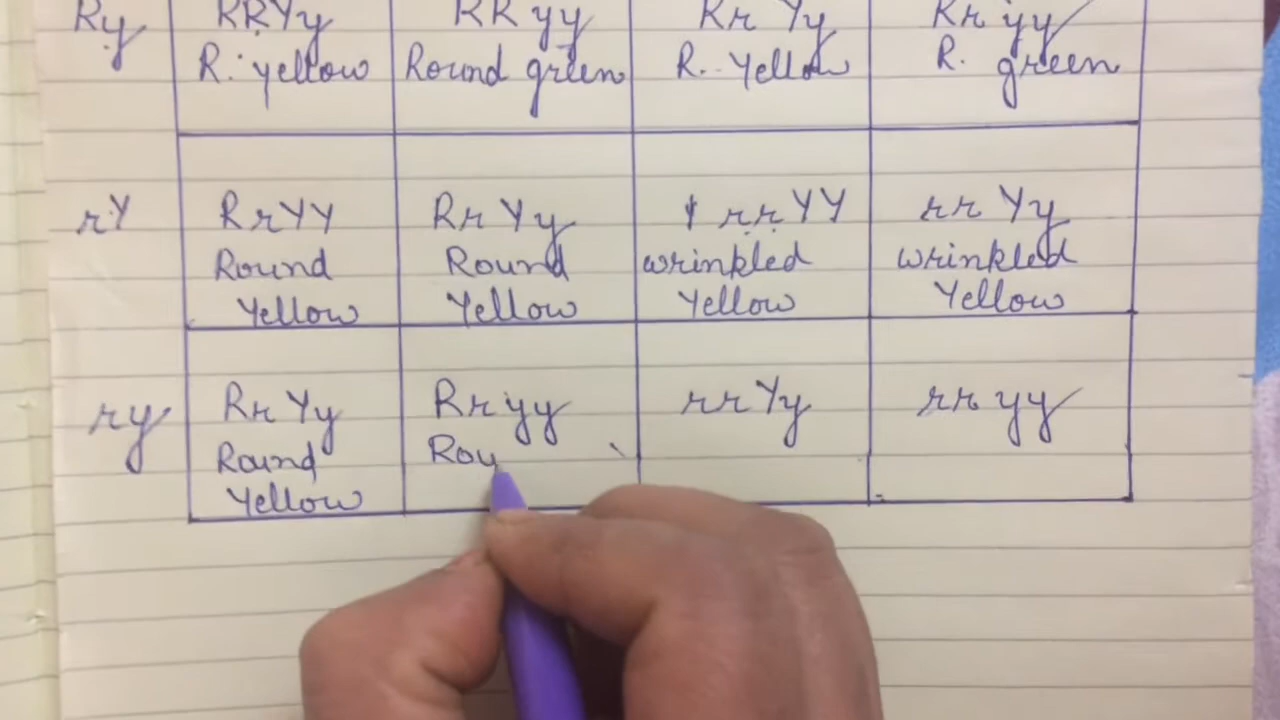 Ry RRYy RRyy RrYy Rryy
R. yellow Round green R. Yellow R. green
rY RrYY RrYy rrYY rrYy
Round Round wrinkled wrinkled
Yellow Yellow Yellow Yellow
ry RrYy Rryy rrYy rryy
Round Rou
Yellow